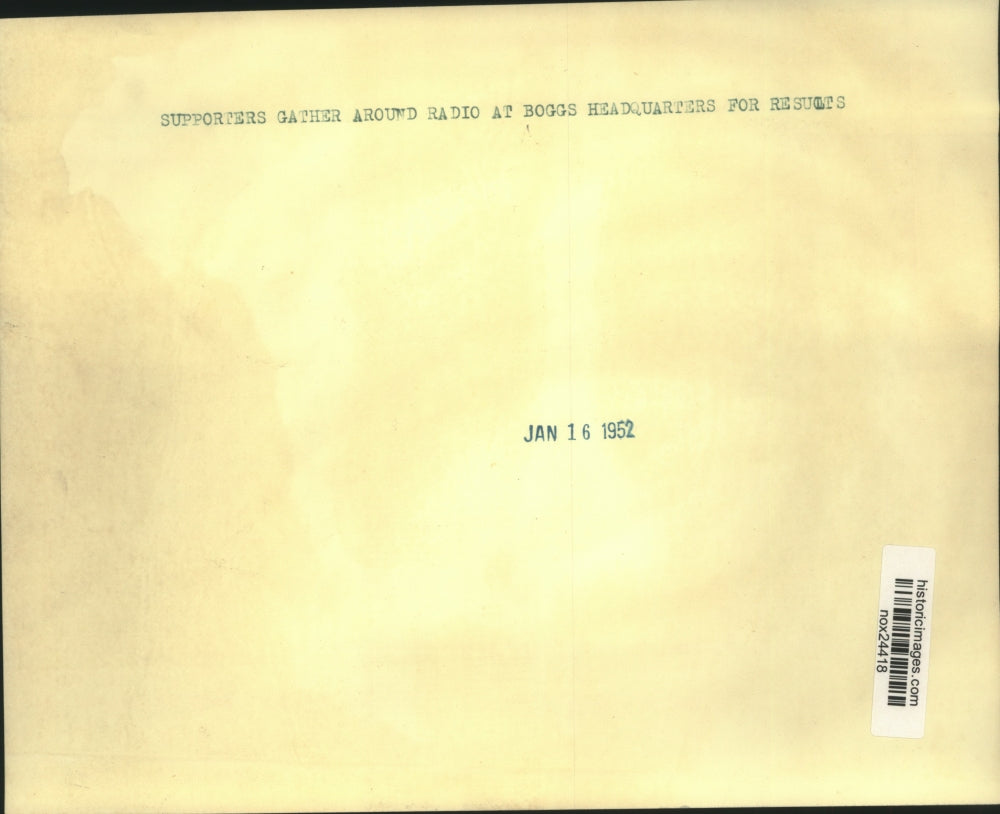 SUPPORTERS GATHER AROUND RADIO AT BOGGS HEADQUARTERS FOR RESULTS
JAN 16 1952
historicimages.com
nox24418